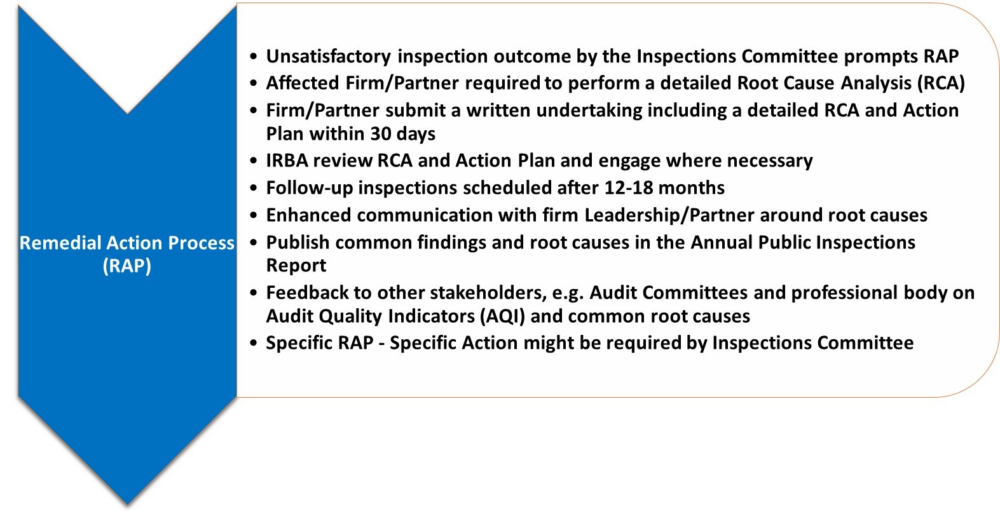 Remedial Action Process
(RAP)
• Unsatisfactory inspection outcome by the Inspections Committee prompts RAP
• Affected Firm/Partner required to perform a detailed Root Cause Analysis (RCA)
• Firm/Partner submit a written undertaking including a detailed RCA and Action
Plan within 30 days
• IRBA review RCA and Action Plan and engage where necessary
• Follow-up inspections scheduled after 12-18 months
• Enhanced communication with firm Leadership/Partner around root causes
• Publish common findings and root causes in the Annual Public Inspections
Report
• Feedback to other stakeholders, e.g. Audit Committees and professional body on
Audit Quality Indicators (AQI) and common root causes
• Specific RAP - Specific Action might be required by Inspections Committee